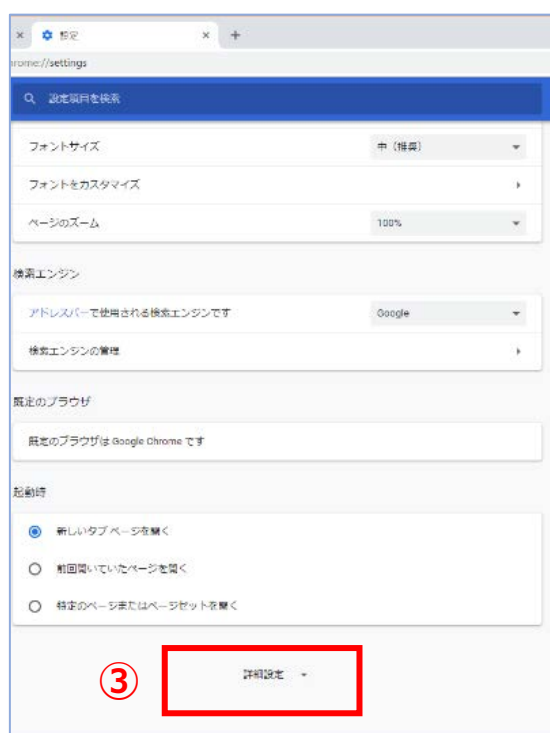 設定
rome://settings
設定項目を検索
フォントサイズ 中（推奨）
フォントをカスタマイズ
ページのズーム 100%
検索エンジン
アドレスバーで使用される検索エンジンです Google
検索エンジンの管理
既定のブラウザ
既定のブラウザは Google Chrome です
起動時
新しいタブ ページを開く
前回開いていたページを開く
特定のページまたはページセットを開く
③ 詳細設定